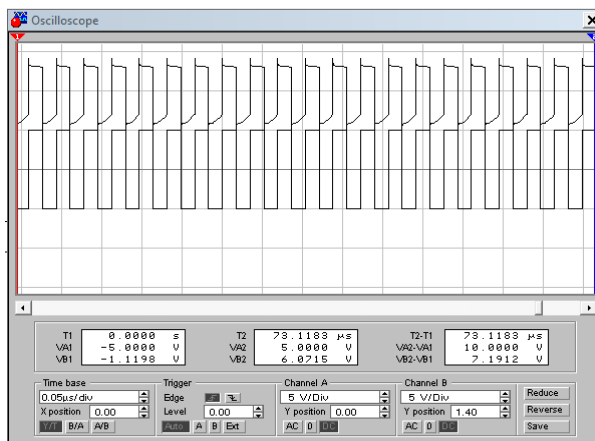 Oscilloscope
1
T1 0.0000 s T2 73.1183 μs T2-T1 73.1183 μs
VA1 -5.0000 V VA2 5.0000 V VA2-VA1 10.0000 V
VB1 -1.1198 V VB2 6.0715 V VB2-VB1 7.1912 V
Time base Trigger Channel A Channel B
0.05μs/div Edge 5 V/Div 5 V/Div Reduce
X position 0.00 Level 0.00 Y position 0.00 Y position 1.40 Reverse
Y/T B/A A/B Auto A B Ext AC 0 DC AC 0 DC Save